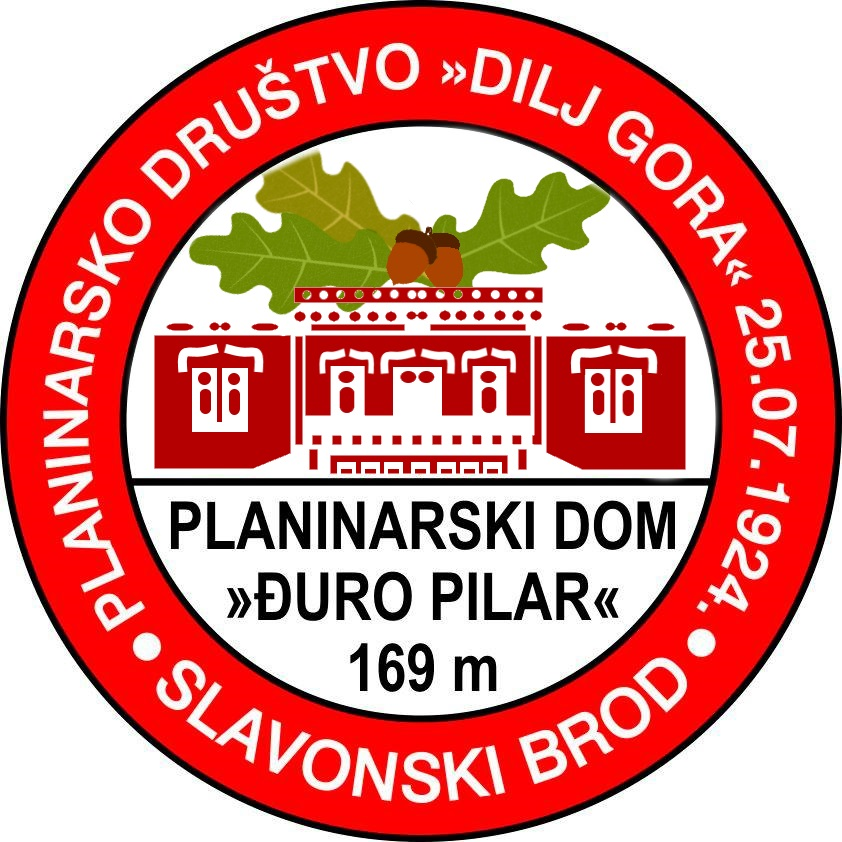 PLANINARSKO DRUŠTVO »DILJ GORA« 25.07.1924.
SLAVONSKI BROD
PLANINARSKI DOM
»ĐURO PILAR«
169 m